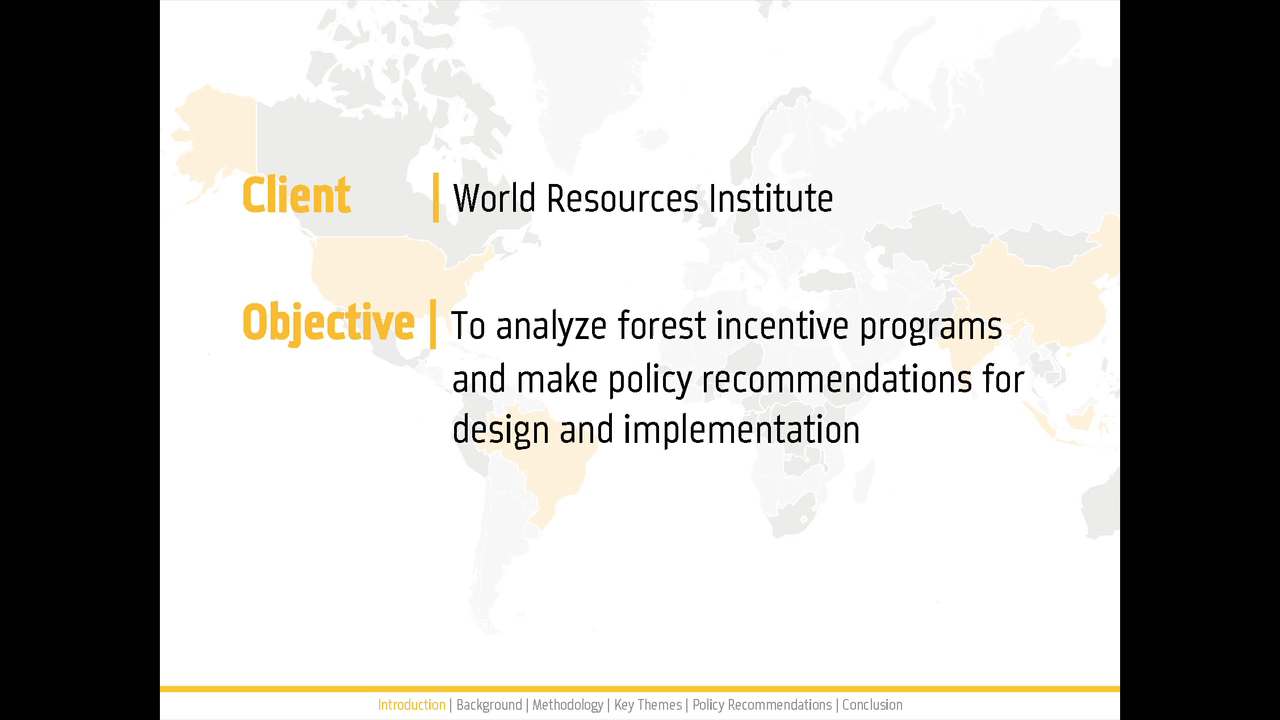 Client | World Resources Institute
Objective | To analyze forest incentive programs
and make policy recommendations for
design and implementation
Introduction | Background | Methodology | Key Themes | Policy Recommendations | Conclusion